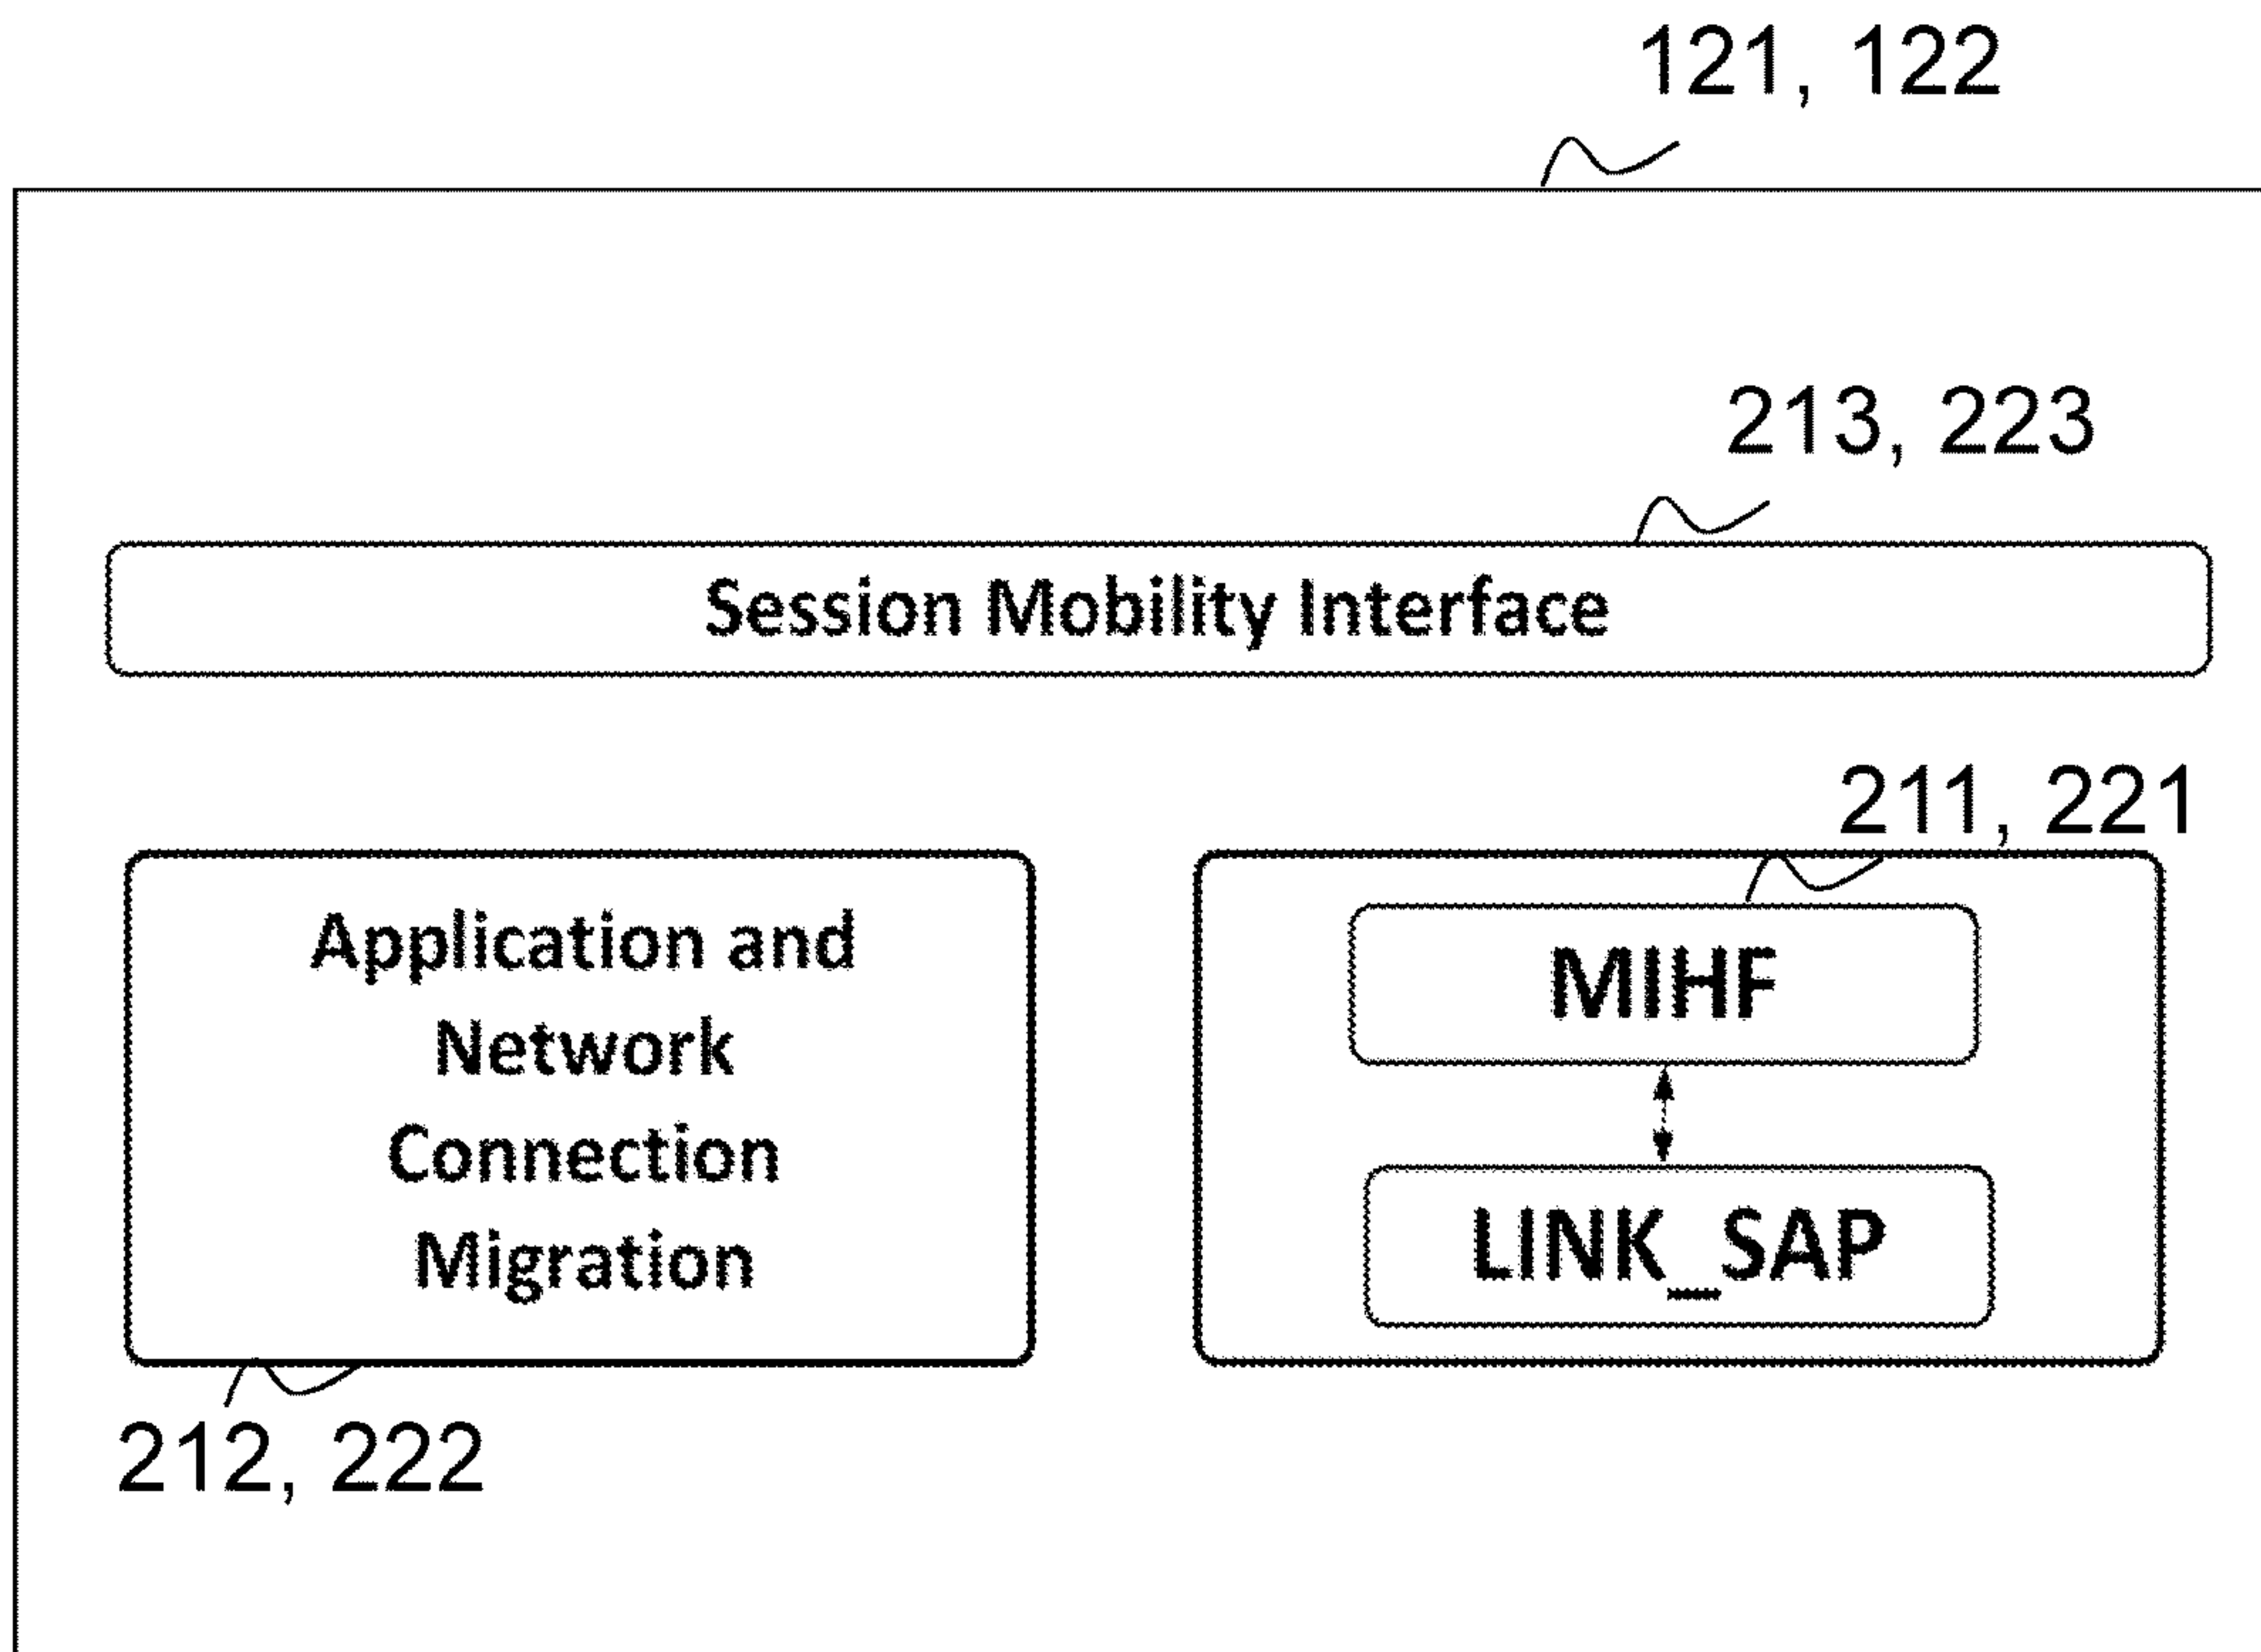 121, 122
213, 223
Session Mobility Interface
211, 221
Application and
Network
Connection
Migration
MIHF
LINK_SAP
212, 222